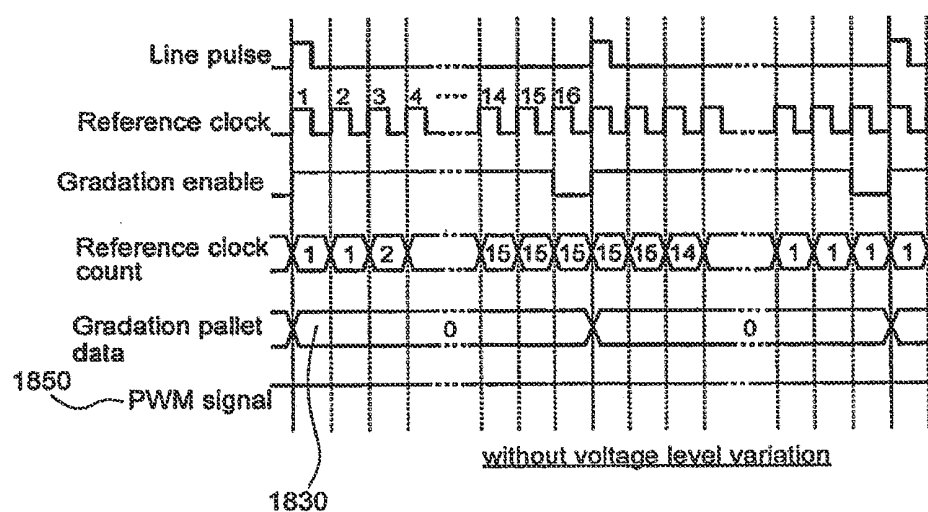 Line pulse
1 2 3 4 14 15 16
Reference clock
Gradation enable
Reference clock
count
1 1 2 15 15 15 15 16 14 1 1 1 1
Gradation pallet
data
0 0
1850
PWM signal
without voltage level variation
1830